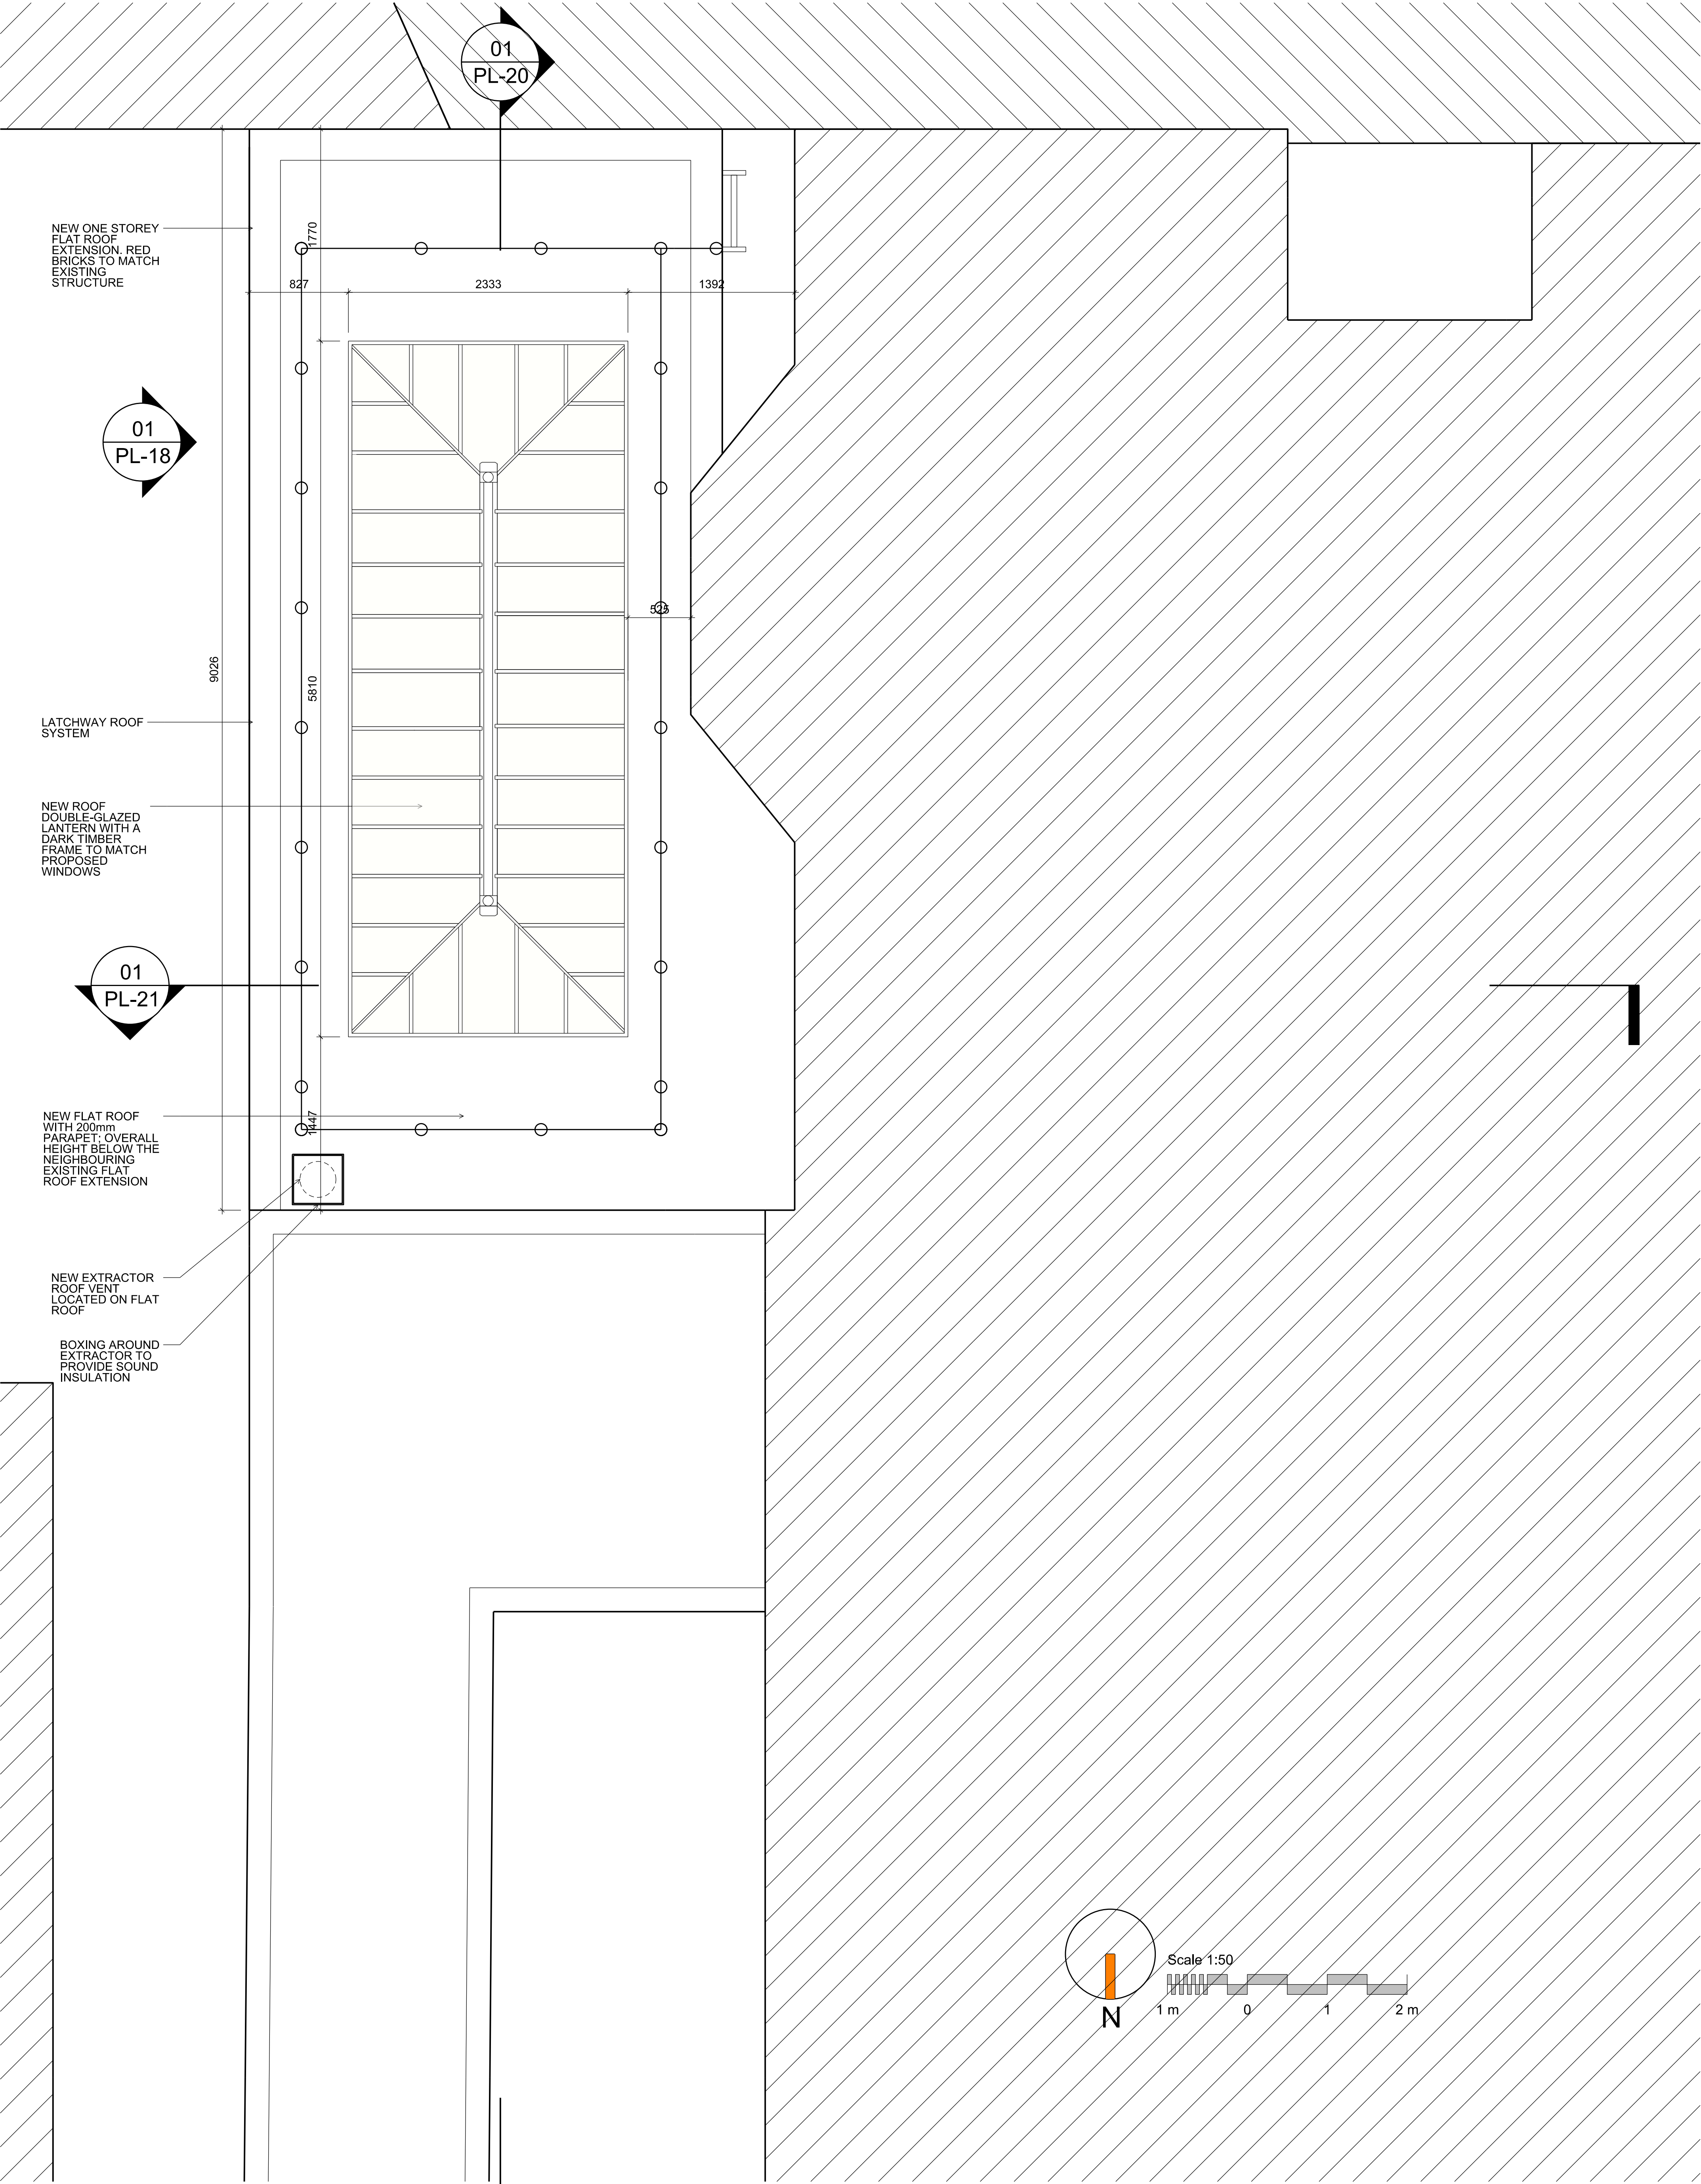 01
PL-20
NEW ONE STOREY
FLAT ROOF
EXTENSION. RED
BRICKS TO MATCH
EXISTING
STRUCTURE
1770
827
2333
1392
01
PL-18
525
9026
5810
LATCHWAY ROOF
SYSTEM
NEW ROOF
DOUBLE-GLAZED
LANTERN WITH A
DARK TIMBER
FRAME TO MATCH
PROPOSED
WINDOWS
01
PL-21
NEW FLAT ROOF
WITH 200mm
PARAPET; OVERALL
HEIGHT BELOW THE
NEIGHBOURING
EXISTING FLAT
ROOF EXTENSION
1447
NEW EXTRACTOR
ROOF VENT
LOCATED ON FLAT
ROOF
BOXING AROUND
EXTRACTOR TO
PROVIDE SOUND
INSULATION
Scale 1:50
1 m 0 1 2 m
N